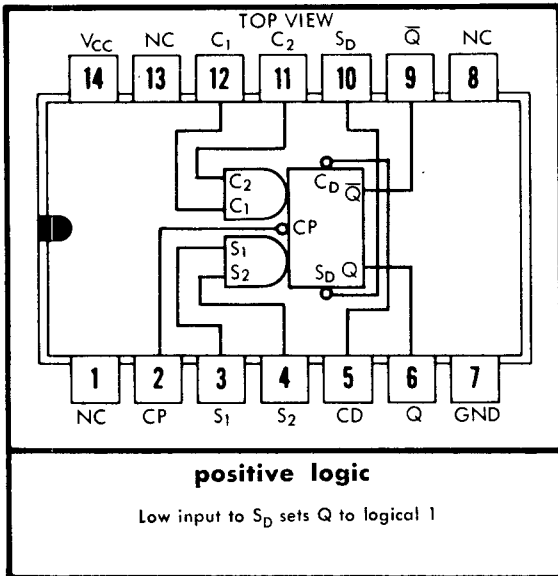 TOP VIEW
VCC NC C1 C2 SD Q̅ NC
14 13 12 11 10 9 8
C2 CD Q̅
C1
CP
S1
S2 SD Q
1 2 3 4 5 6 7
NC CP S1 S2 CD Q GND
positive logic
Low input to SD sets Q to logical 1